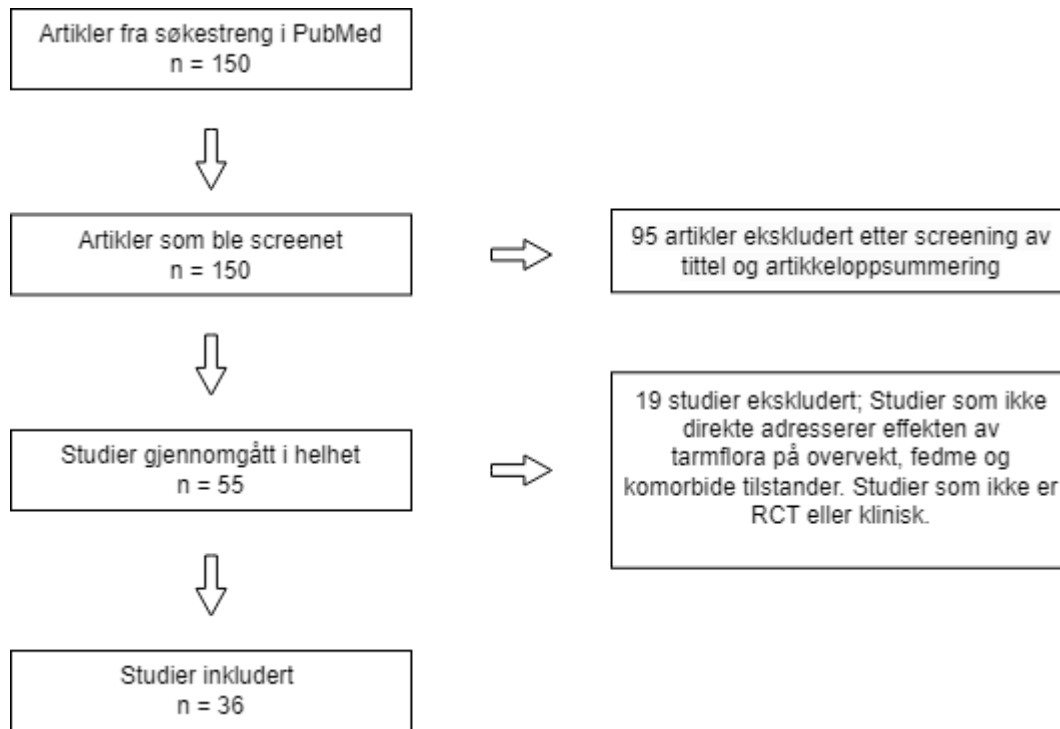 Artikler fra søkestreng i PubMed
n = 150
Artikler som ble screenet
n = 150
95 artikler ekskludert etter screening av
tittel og artikkeloppsummering
Studier gjennomgått i helhet
n = 55
19 studier ekskludert; Studier som ikke
direkte adresserer effekten av
tarmflora på overvekt, fedme og
komorbide tilstander. Studier som ikke er
RCT eller klinisk.
Studier inkludert
n = 36